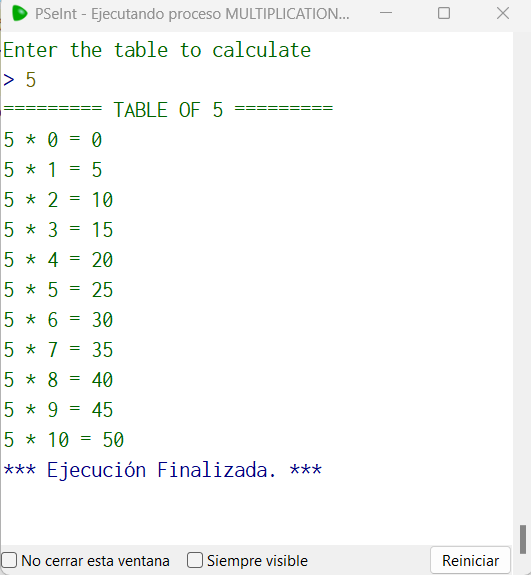 PSeInt - Ejecutando proceso MULTIPLICATION...
Enter the table to calculate
> 5
========= TABLE OF 5 =========
5 * 0 = 0
5 * 1 = 5
5 * 2 = 10
5 * 3 = 15
5 * 4 = 20
5 * 5 = 25
5 * 6 = 30
5 * 7 = 35
5 * 8 = 40
5 * 9 = 45
5 * 10 = 50
*** Ejecución Finalizada. ***
No cerrar esta ventana Siempre visible Reiniciar